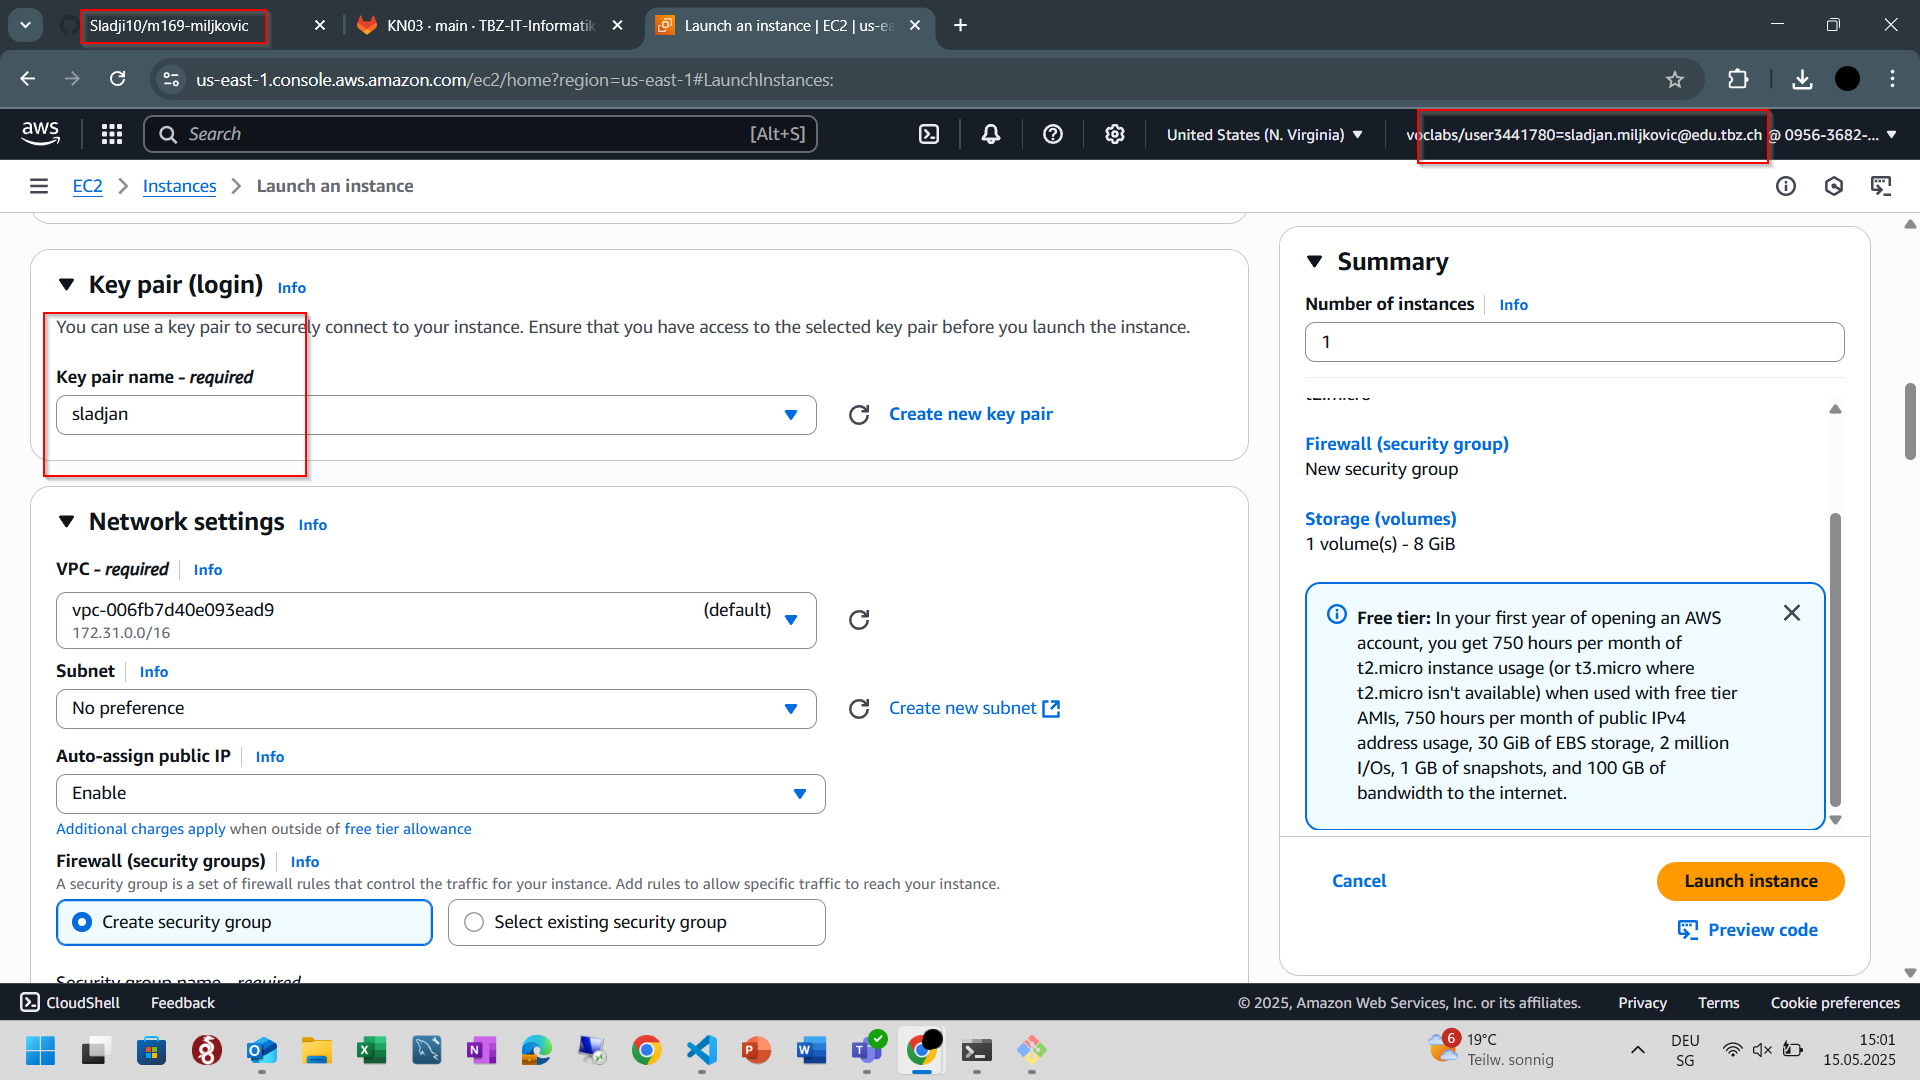 Sladji10/m169-miljkovic
KN03 · main · TBZ-IT-Informatik
Launch an instance | EC2 | us-ea
us-east-1.console.aws.amazon.com/ec2/home?region=us-east-1#LaunchInstances:
aws
Search
[Alt+S]
United States (N. Virginia)
voclabs/user3441780=sladjan.miljkovic@edu.tbz.ch @ 0956-3682-...
EC2
Instances
Launch an instance
Key pair (login) Info
You can use a key pair to securely connect to your instance. Ensure that you have access to the selected key pair before you launch the instance.
Key pair name - required
sladjan
Create new key pair
Network settings Info
VPC - required Info
vpc-006fb7d40e093ead9
(default)
172.31.0.0/16
Subnet Info
No preference
Create new subnet
Auto-assign public IP Info
Enable
Additional charges apply when outside of free tier allowance
Firewall (security groups) Info
A security group is a set of firewall rules that control the traffic for your instance. Add rules to allow specific traffic to reach your instance.
Create security group
Select existing security group
Security group name - required
Summary
Number of instances Info
1
t2.micro
Firewall (security group)
New security group
Storage (volumes)
1 volume(s) - 8 GiB
Free tier: In your first year of opening an AWS
account, you get 750 hours per month of
t2.micro instance usage (or t3.micro where
t2.micro isn't available) when used with free tier
AMIs, 750 hours per month of public IPv4
address usage, 30 GiB of EBS storage, 2 million
I/Os, 1 GB of snapshots, and 100 GB of
bandwidth to the internet.
Cancel
Launch instance
Preview code
CloudShell
Feedback
© 2025, Amazon Web Services, Inc. or its affiliates.
Privacy
Terms
Cookie preferences
6
19°C
Teilw. sonnig
DEU
SG
15:01
15.05.2025